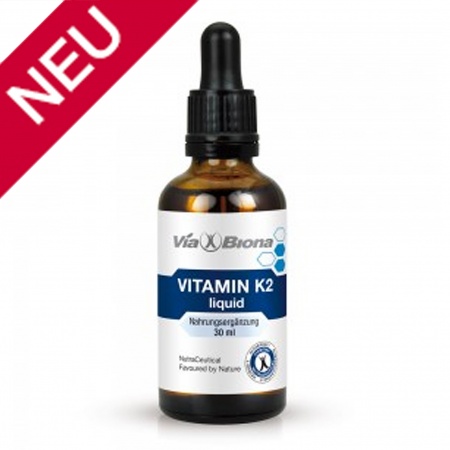 NEU
Via Biona
VITAMIN K2
liquid
Nahrungsergänzung
30 ml
NutraCeutical
Favoured by Nature